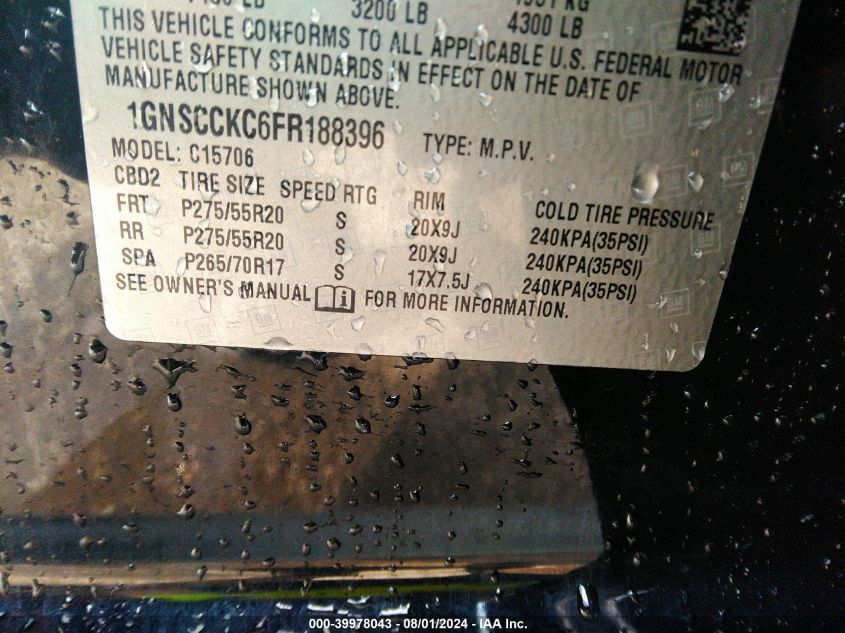 3200 LB
4300 LB
THIS VEHICLE CONFORMS TO ALL APPLICABLE U.S. FEDERAL MOTOR
VEHICLE SAFETY STANDARDS IN EFFECT ON THE DATE OF
MANUFACTURE SHOWN ABOVE.
1GNSCCKC6FR188396 TYPE: M.P.V.
MODEL: C15706
CBD2 TIRE SIZE SPEED RTG RIM COLD TIRE PRESSURE
FRT P275/55R20 S 20X9J 240KPA(35PSI)
RR P275/55R20 S 20X9J 240KPA(35PSI)
SPA P265/70R17 S 17X7.5J 240KPA(35PSI)
SEE OWNER'S MANUAL FOR MORE INFORMATION.
000-39978043 - 08/01/2024 - IAA Inc.